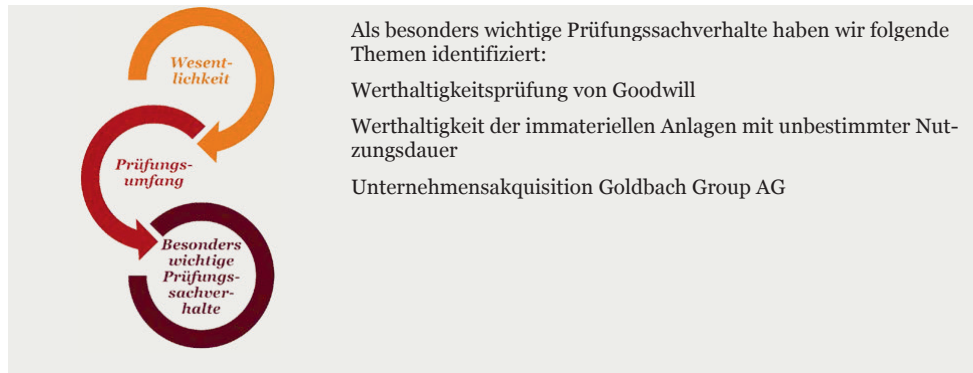 Wesent-
lichkeit
Prüfungs-
umfang
Besonders
wichtige
Prüfungs-
sachver-
halte
Als besonders wichtige Prüfungssachverhalte haben wir folgende
Themen identifiziert:
Werthaltigkeitsprüfung von Goodwill
Werthaltigkeit der immateriellen Anlagen mit unbestimmter Nut-
zungsdauer
Unternehmensakquisition Goldbach Group AG